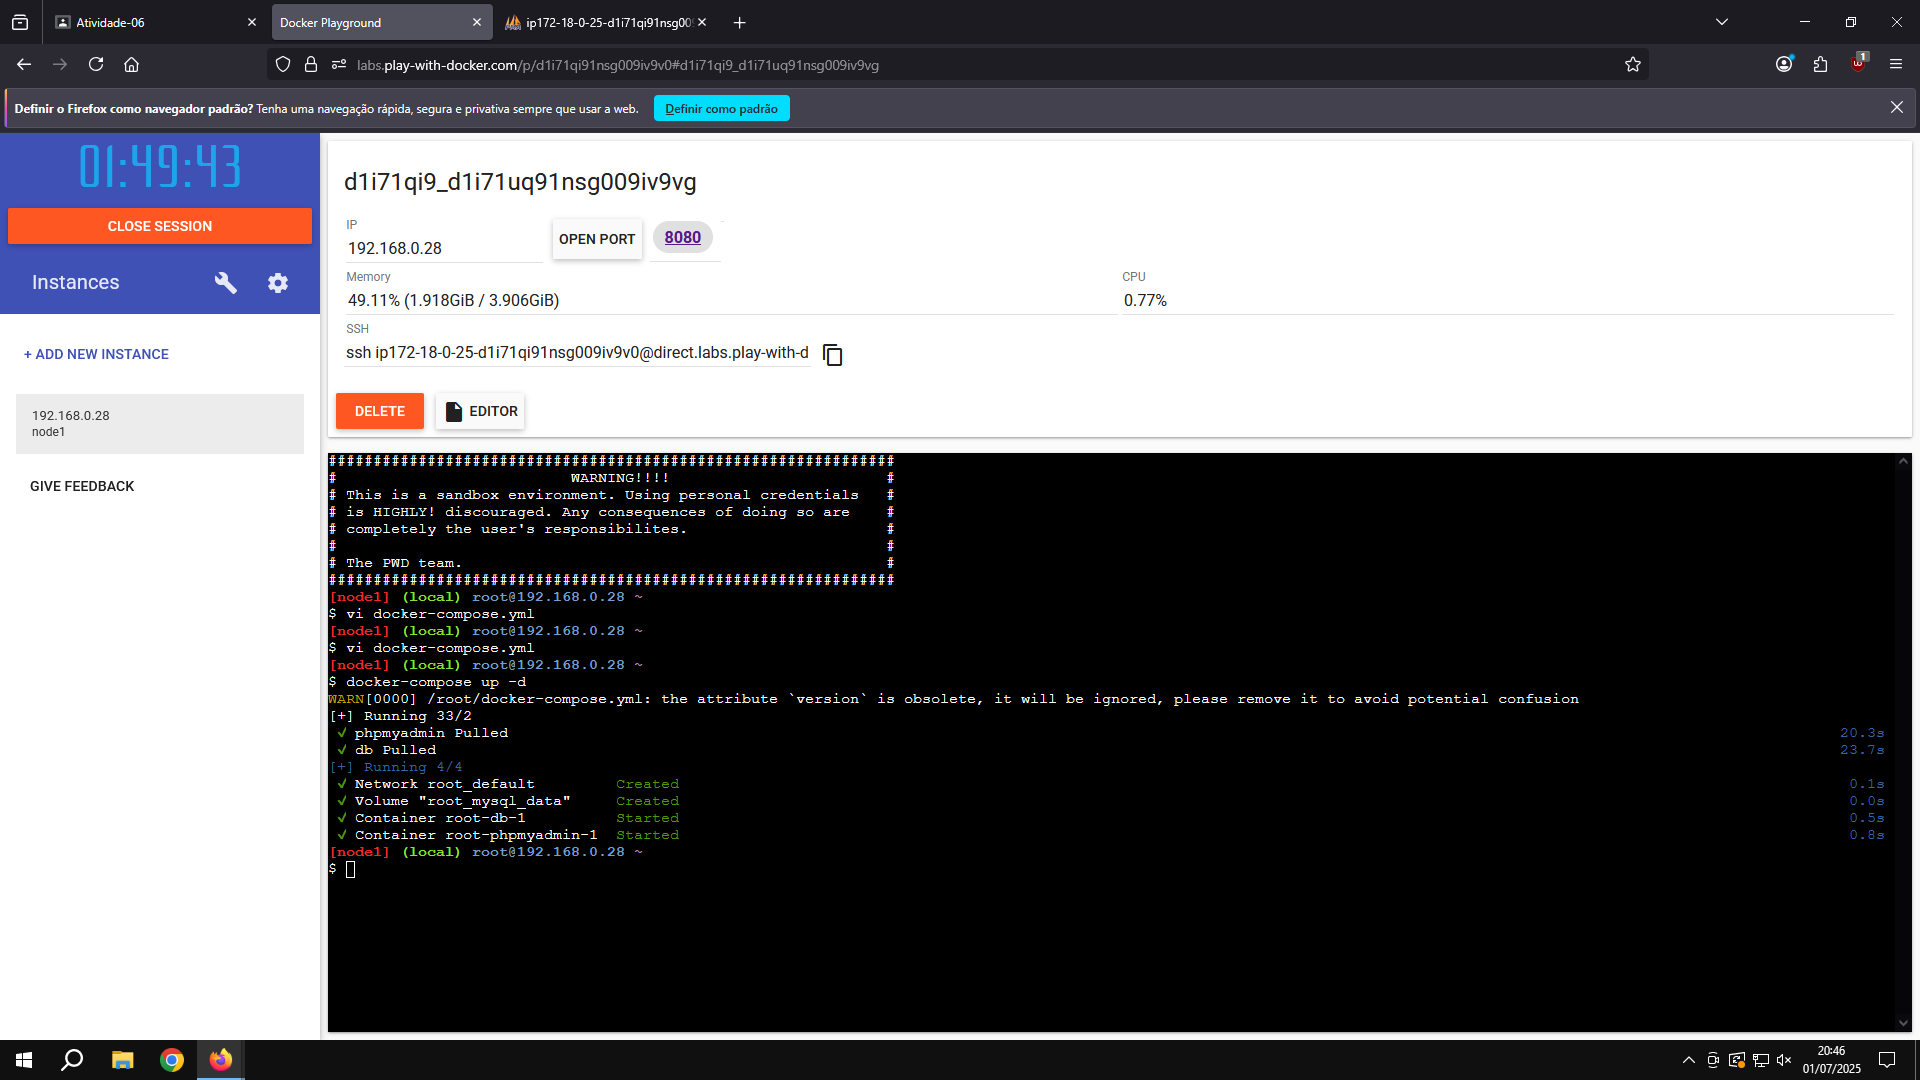 Atividade-06
Docker Playground
ip172-18-0-25-d1i71qi91nsg009
labs.play-with-docker.com/p/d1i71qi91nsg009iv9v0#d1i71qi9_d1i71uq91nsg009iv9vg
1
Definir o Firefox como navegador padrão? Tenha uma navegação rápida, segura e privativa sempre que usar a web.
Definir como padrão
01:49:43
CLOSE SESSION
Instances
+ ADD NEW INSTANCE
192.168.0.28
node1
GIVE FEEDBACK
d1i71qi9_d1i71uq91nsg009iv9vg
IP
192.168.0.28
OPEN PORT
8080
Memory
49.11% (1.918GiB / 3.906GiB)
CPU
0.77%
SSH
ssh ip172-18-0-25-d1i71qi91nsg009iv9v0@direct.labs.play-with-d
DELETE
EDITOR
###############################################################
#                          WARNING!!!!                        #
# This is a sandbox environment. Using personal credentials   #
# is HIGHLY! discouraged. Any consequences of doing so are    #
# completely the user's responsibilites.                      #
#                                                             #
# The PWD team.                                               #
###############################################################
[node1] (local) root@192.168.0.28 ~
$ vi docker-compose.yml
[node1] (local) root@192.168.0.28 ~
$ vi docker-compose.yml
[node1] (local) root@192.168.0.28 ~
$ docker-compose up -d
WARN[0000] /root/docker-compose.yml: the attribute `version` is obsolete, it will be ignored, please remove it to avoid potential confusion
[+] Running 33/2
✓ phpmyadmin Pulled 20.3s
✓ db Pulled 23.7s
[+] Running 4/4
✓ Network root_default Created 0.1s
✓ Volume "root_mysql_data" Created 0.0s
✓ Container root-db-1 Started 0.5s
✓ Container root-phpmyadmin-1 Started 0.8s
[node1] (local) root@192.168.0.28 ~
$
20:46
01/07/2025